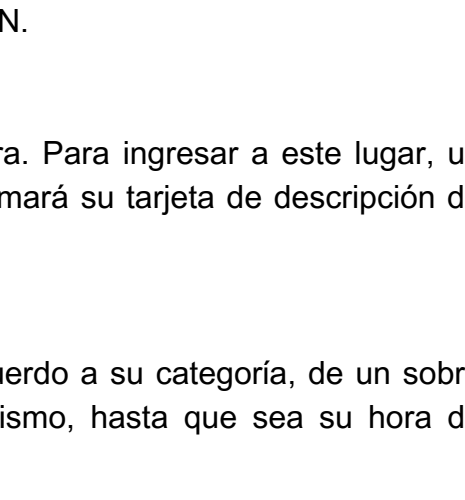 N.
ra. Para ingresar a este lugar, u
mará su tarjeta de descripción d
uerdo a su categoría, de un sobr
ismo, hasta que sea su hora d